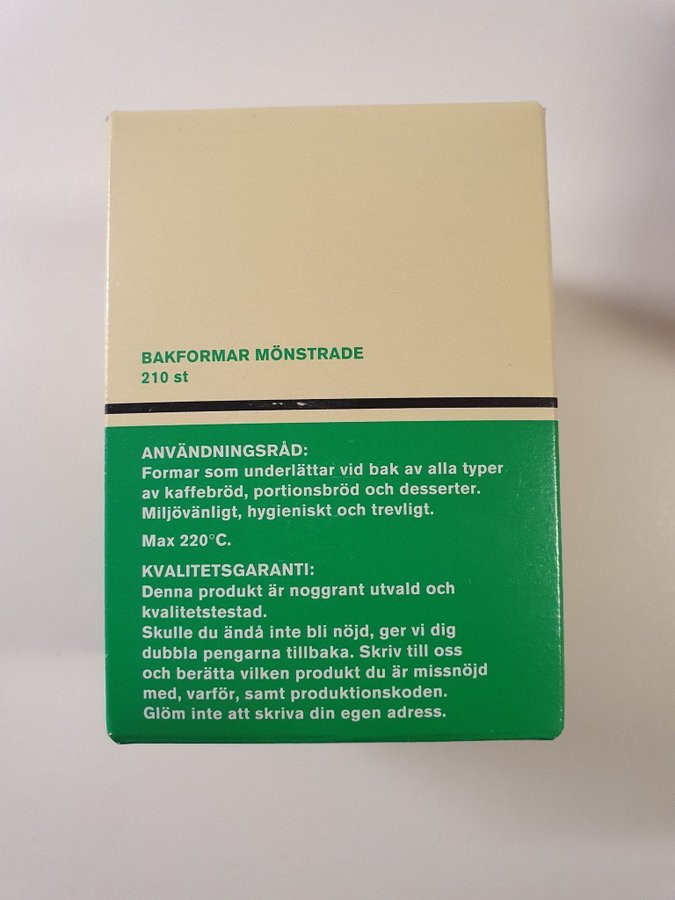 BAKFORMAR MÖNSTRADE
210 st
ANVÄNDNINGSRÅD:
Formar som underlättar vid bak av alla typer
av kaffebröd, portionsbröd och desserter.
Miljövänligt, hygieniskt och trevligt.
Max 220°C.
KVALITETSGARANTI:
Denna produkt är noggrant utvald och
kvalitetstestad.
Skulle du ändå inte bli nöjd, ger vi dig
dubbla pengarna tillbaka. Skriv till oss
och berätta vilken produkt du är missnöjd
med, varför, samt produktionskoden.
Glöm inte att skriva din egen adress.